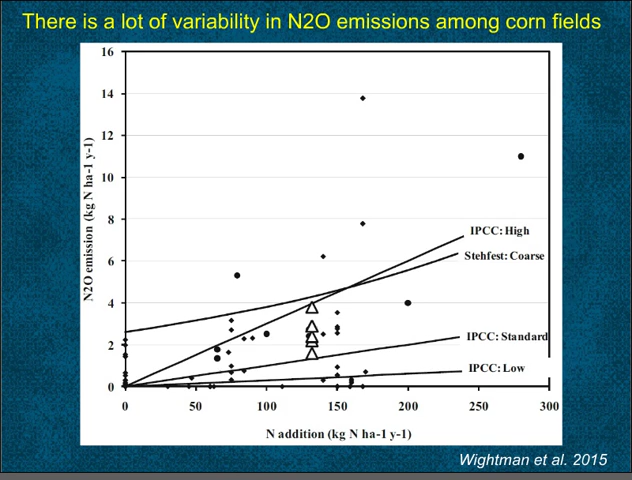 There is a lot of variability in N2O emissions among corn fields
16
14
12
10
8
6
4
2
0
N2O emission (kg N ha-1 y-1)
IPCC: High
Stehfest: Coarse
IPCC: Standard
IPCC: Low
0 50 100 150 200 250 300
N addition (kg N ha-1 y-1)
Wightman et al. 2015